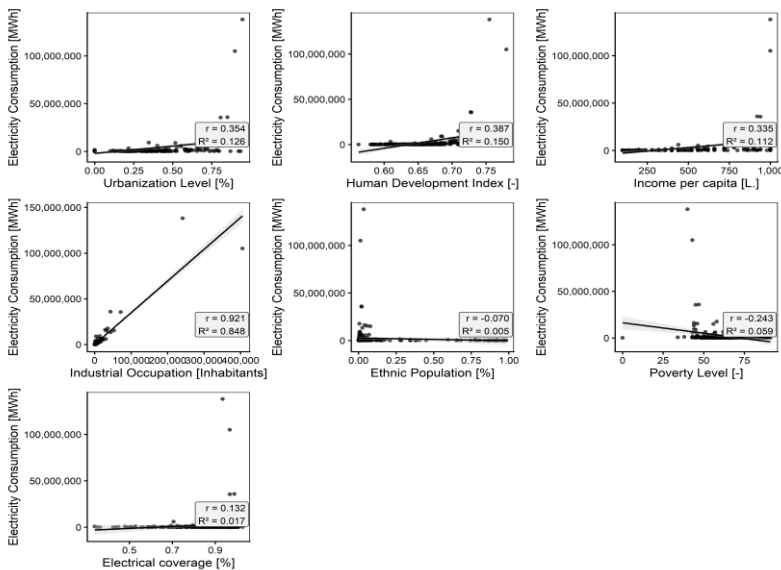 Electricity Consumption [MWh]
100,000,000
50,000,000
0
r = 0.354
R² = 0.126
0.00 0.25 0.50 0.75
Urbanization Level [%]
Electricity Consumption [MWh]
100,000,000
50,000,000
0
r = 0.387
R² = 0.150
0.60 0.65 0.70 0.75
Human Development Index [-]
Electricity Consumption [MWh]
100,000,000
50,000,000
0
r = 0.335
R² = 0.112
250 500 750 1,000
Income per capita [L.]
Electricity Consumption [MWh]
150,000,000
100,000,000
50,000,000
0
r = 0.921
R² = 0.848
0
Industrial Occupation [Inhabitants]
Electricity Consumption [MWh]
100,000,000
50,000,000
0
r = -0.070
R² = 0.005
0.00 0.25 0.50 0.75 1.00
Ethnic Population [%]
Electricity Consumption [MWh]
100,000,000
50,000,000
0
r = -0.243
R² = 0.059
0 25 50 75
Poverty Level [-]
Electricity Consumption [MWh]
100,000,000
50,000,000
0
r = 0.132
R² = 0.017
0.5 0.7 0.9
Electrical coverage [%]